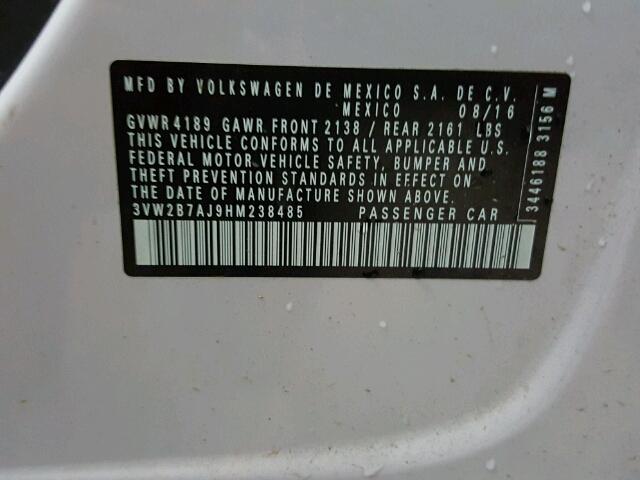 MFD BY VOLKSWAGEN DE MEXICO S.A. DE C.V.
MEXICO 08/16
GVWR 4189 GAWR FRONT 2138 / REAR 2161 LBS
THIS VEHICLE CONFORMS TO ALL APPLICABLE U.S.
FEDERAL MOTOR VEHICLE SAFETY, BUMPER AND
THEFT PREVENTION STANDARDS IN EFFECT ON
THE DATE OF MANUFACTURE SHOWN ABOVE.
3VW2B7AJ9HM238485 PASSENGER CAR
3446188 3156 M